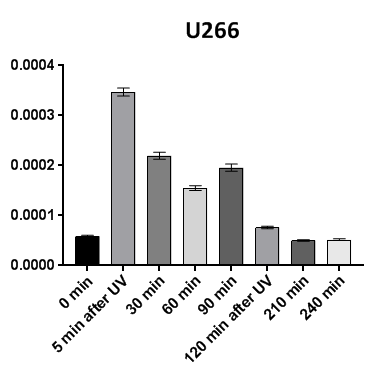 U266
0.0004
0.0003
0.0002
0.0001
0.0000
0 min
5 min after UV
30 min
60 min
90 min
120 min after UV
210 min
240 min